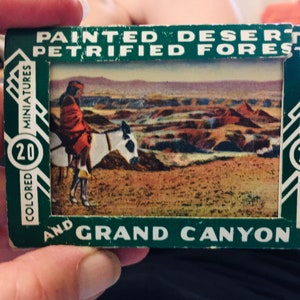 PAINTED DESERT
PETRIFIED FORES
20
COLORED MINIATURES
AND GRAND CANYON